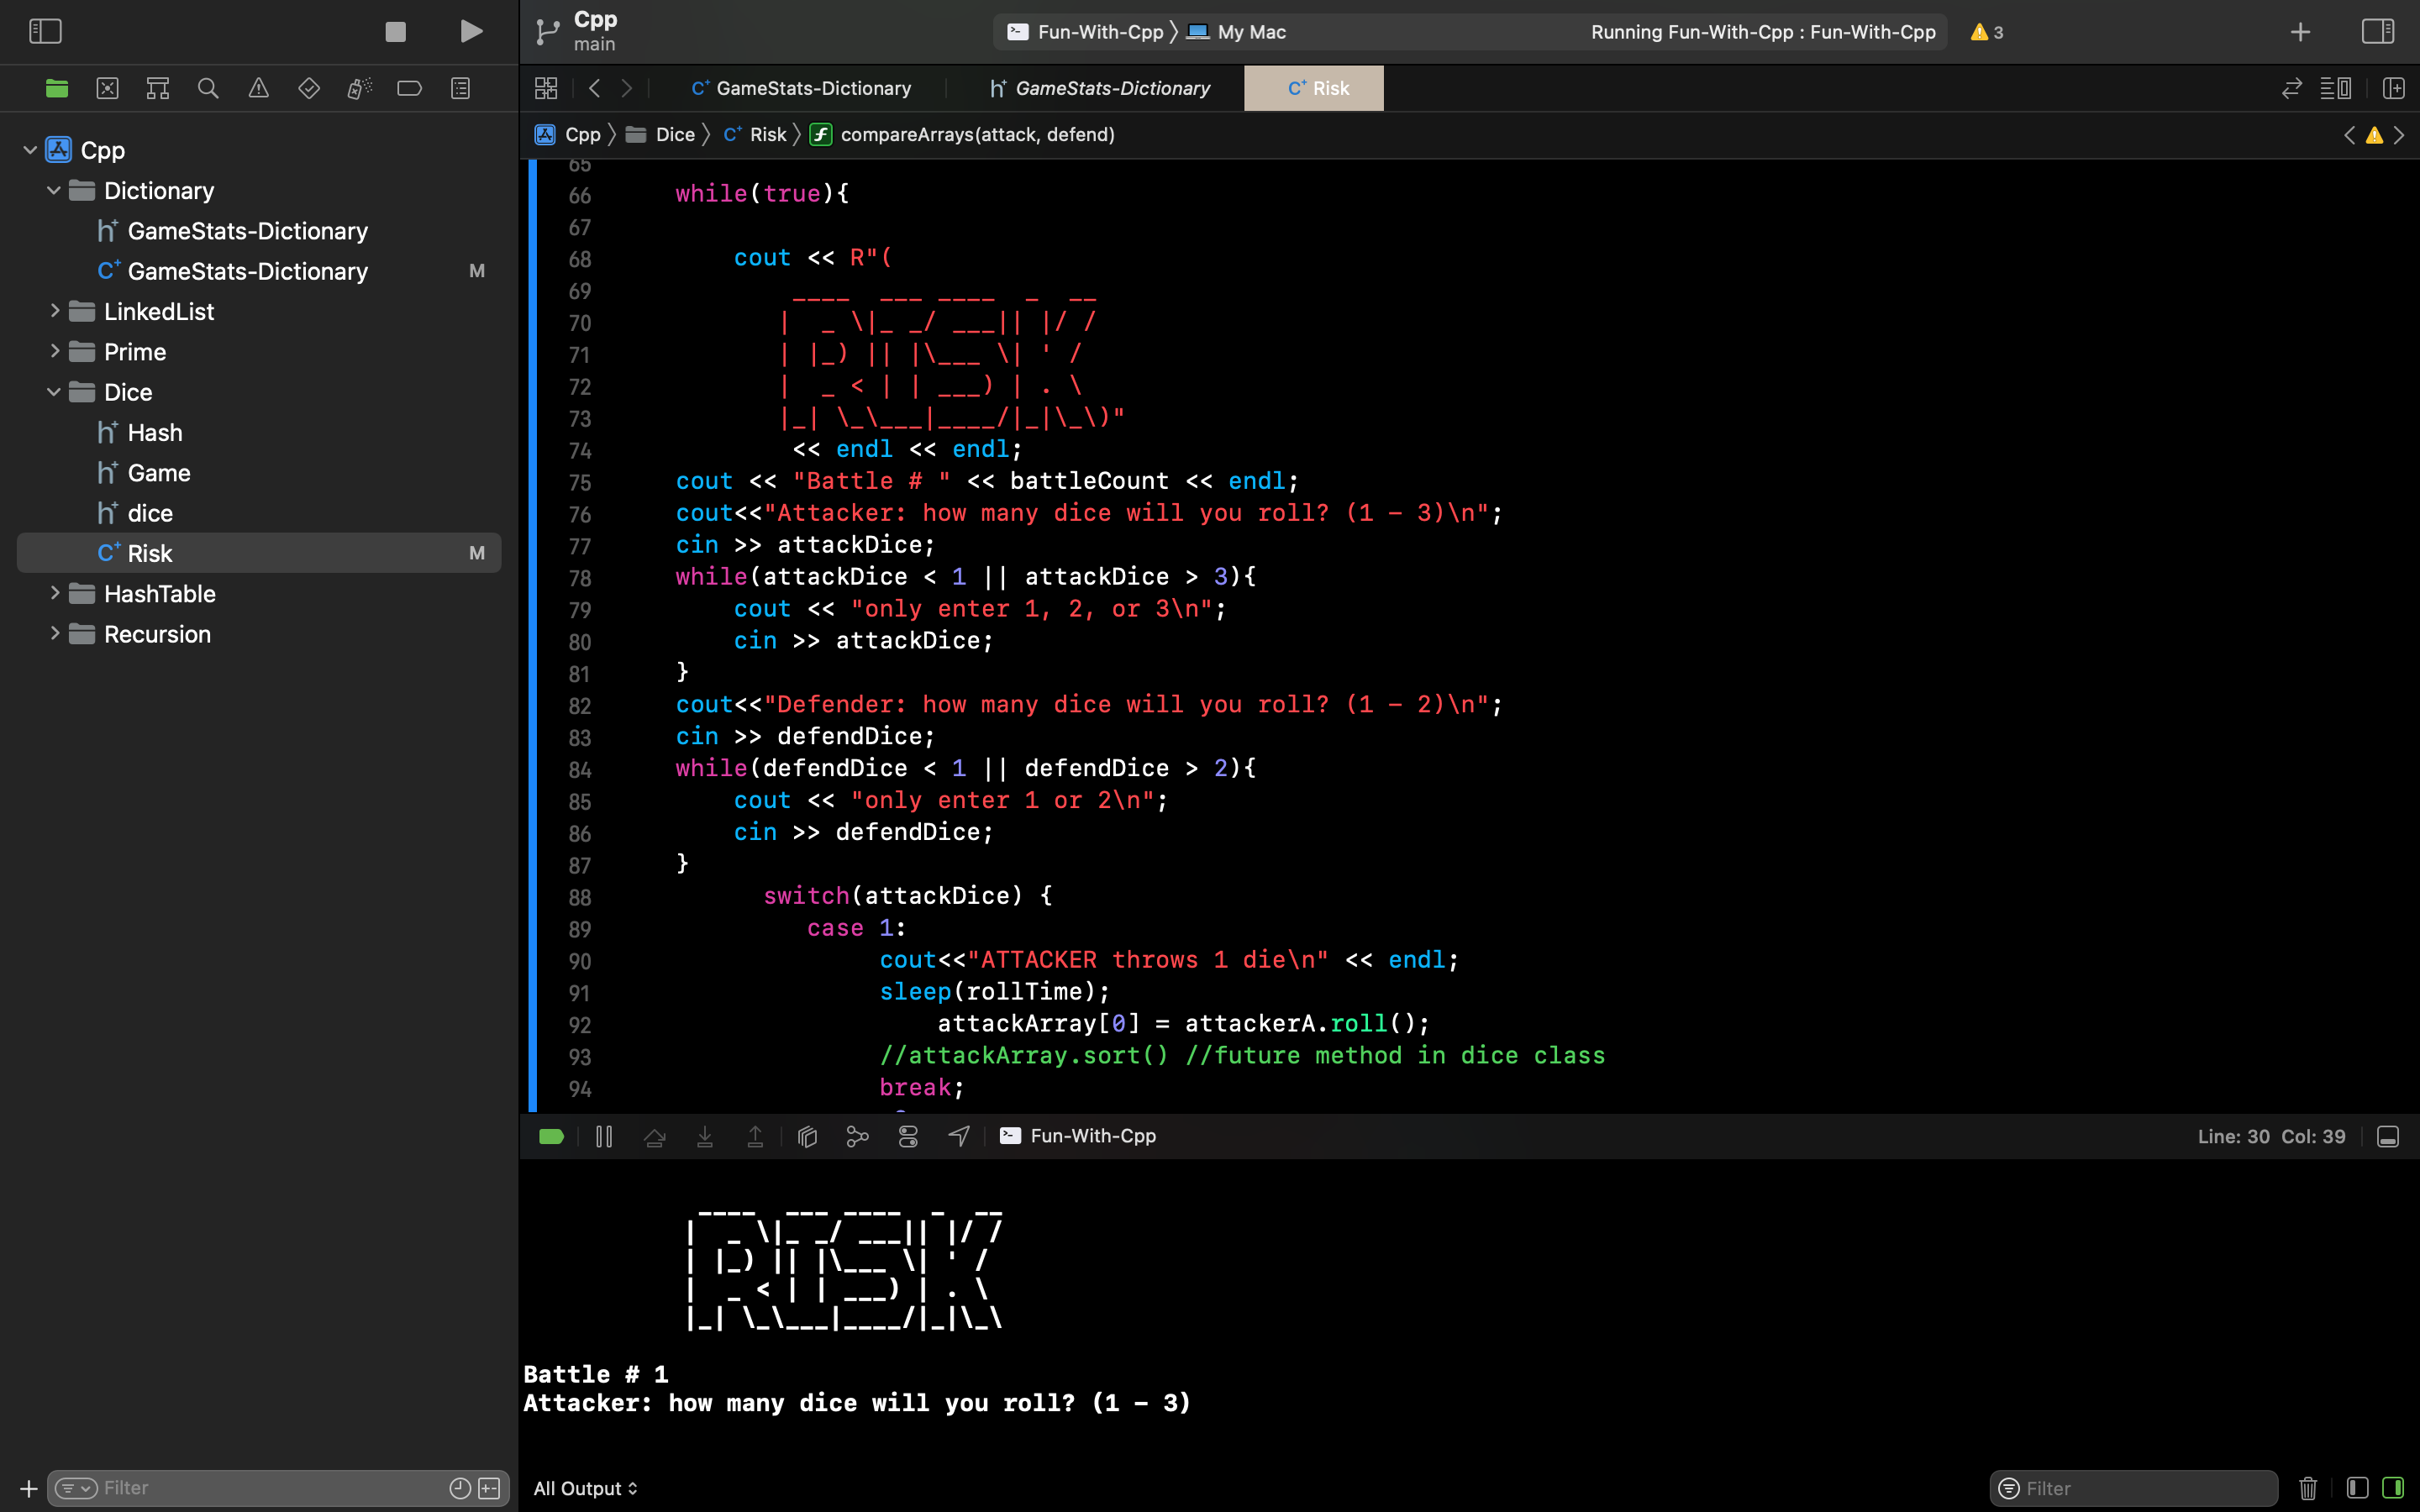 Cpp
main
Fun-With-Cpp 〉 My Mac
Running Fun-With-Cpp : Fun-With-Cpp
3
GameStats-Dictionary
GameStats-Dictionary
Risk
Cpp 〉 Dice 〉 Risk 〉 compareArrays(attack, defend)
Cpp
Dictionary
GameStats-Dictionary
GameStats-Dictionary M
LinkedList
Prime
Dice
Hash
Game
dice
Risk M
HashTable
Recursion
Filter
65
66 while(true){
67
68 cout << R"(
69  ____  ___ ____  _  __
70 |  _ \|_ _/ ___|| |/ /
71 | |_) || |\___ \| ' /
72 |  _ < | | ___) | . \
73 |_| \_\___|____/|_|\_\)"
74 << endl << endl;
75 cout << "Battle # " << battleCount << endl;
76 cout<<"Attacker: how many dice will you roll? (1 – 3)\n";
77 cin >> attackDice;
78 while(attackDice < 1 || attackDice > 3){
79 cout << "only enter 1, 2, or 3\n";
80 cin >> attackDice;
81 }
82 cout<<"Defender: how many dice will you roll? (1 – 2)\n";
83 cin >> defendDice;
84 while(defendDice < 1 || defendDice > 2){
85 cout << "only enter 1 or 2\n";
86 cin >> defendDice;
87 }
88 switch(attackDice) {
89 case 1:
90 cout<<"ATTACKER throws 1 die\n" << endl;
91 sleep(rollTime);
92 attackArray[0] = attackerA.roll();
93 //attackArray.sort() //future method in dice class
94 break;
Fun-With-Cpp
Line: 30 Col: 39
 ____  ___ ____  _  __
|  _ \|_ _/ ___|| |/ /
| |_) || |\___ \| ' /
|  _ < | | ___) | . \
|_| \_\___|____/|_|\_\
Battle # 1
Attacker: how many dice will you roll? (1 – 3)
All Output
Filter